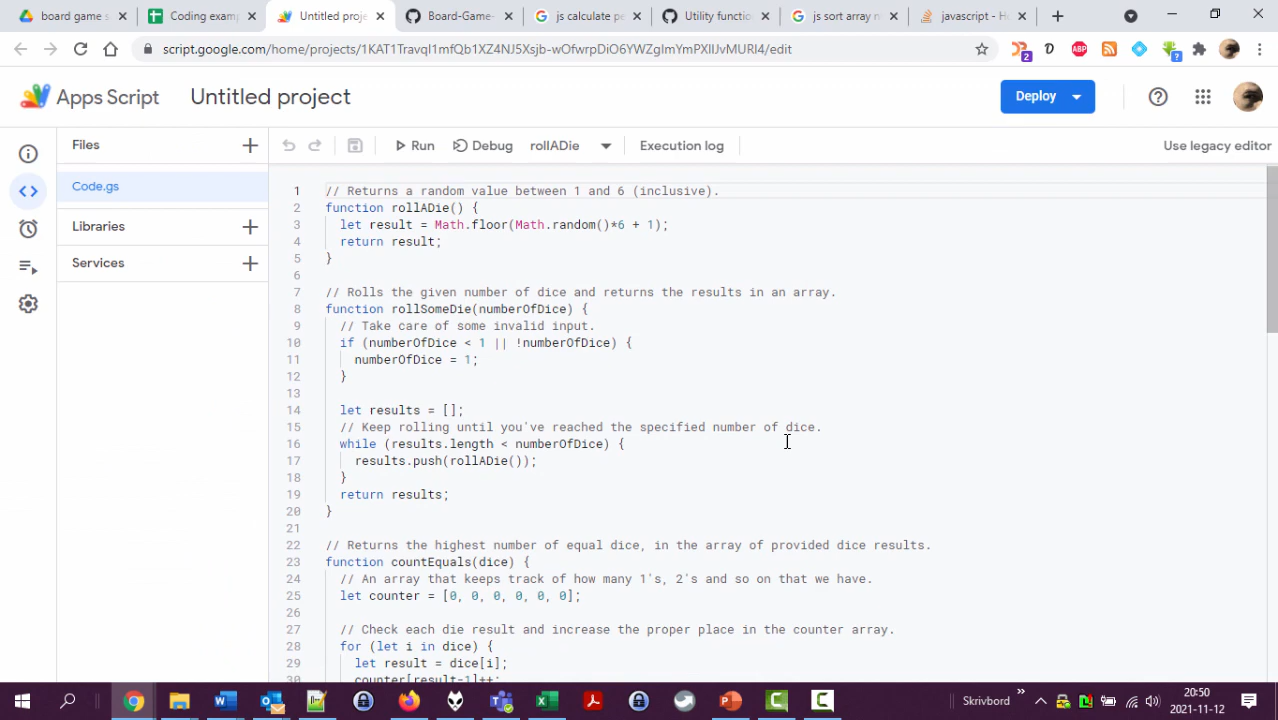 board game s
Coding examp
Untitled proje
Board-Game-
js calculate pe
Utility functio
js sort array n
javascript - Ho
script.google.com/home/projects/1KAT1TravqI1mfQb1XZ4NJ5Xsjb-wOfwrpDiO6YWZgImYmPXlIJvMURI4/edit
2
D
ABP
?
Apps Script
Untitled project
Deploy
Files
Run
Debug
rollADie
Execution log
Use legacy editor
Code.gs
Libraries
Services
1 // Returns a random value between 1 and 6 (inclusive).
2 function rollADie() {
3 let result = Math.floor(Math.random()*6 + 1);
4 return result;
5 }
6
7 // Rolls the given number of dice and returns the results in an array.
8 function rollSomeDie(numberOfDice) {
9 // Take care of some invalid input.
10 if (numberOfDice < 1 || !numberOfDice) {
11 numberOfDice = 1;
12 }
13
14 let results = [];
15 // Keep rolling until you've reached the specified number of dice.
16 while (results.length < numberOfDice) {
17 results.push(rollADie());
18 }
19 return results;
20 }
21
22 // Returns the highest number of equal dice, in the array of provided dice results.
23 function countEquals(dice) {
24 // An array that keeps track of how many 1's, 2's and so on that we have.
25 let counter = [0, 0, 0, 0, 0, 0];
26
27 // Check each die result and increase the proper place in the counter array.
28 for (let i in dice) {
29 let result = dice[i];
30 counter[result-1]++;
Skrivbord
20:50
2021-11-12